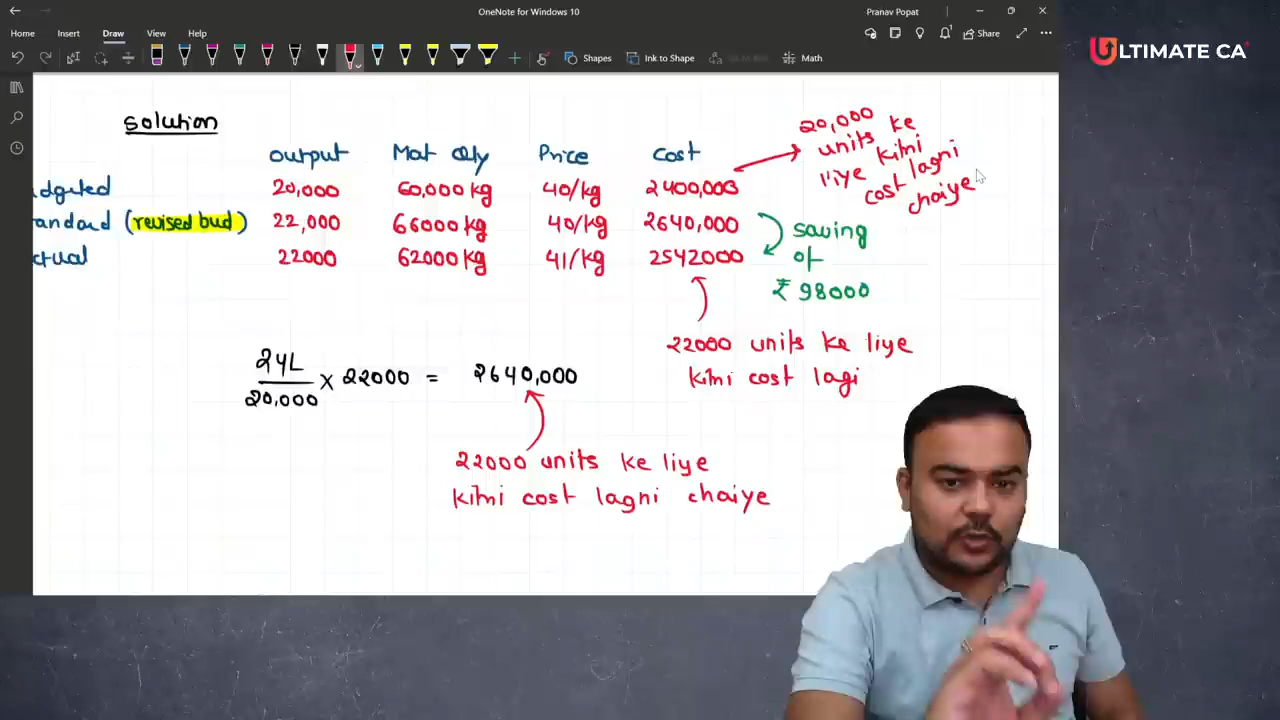 OneNote for Windows 10
Pranav Popat
Home Insert Draw View Help
Share
Shapes
Ink to Shape
Math
ULTIMATE CA
solution
output Mat Qty Price Cost
udgeted 20,000 60,000 kg 40/kg 2400,000
tandard (revised bud) 22,000 66000 kg 40/kg 2640,000
ctual 22000 62000 kg 41/kg 2542000
20,000 ke
units kitni
liye cost lagni
chaiye
saving
of
₹ 98000
22000 units ke liye
kitni cost lagi
24L
20,000
× 22000 = 2640,000
22000 units ke liye
kitni cost lagni chaiye